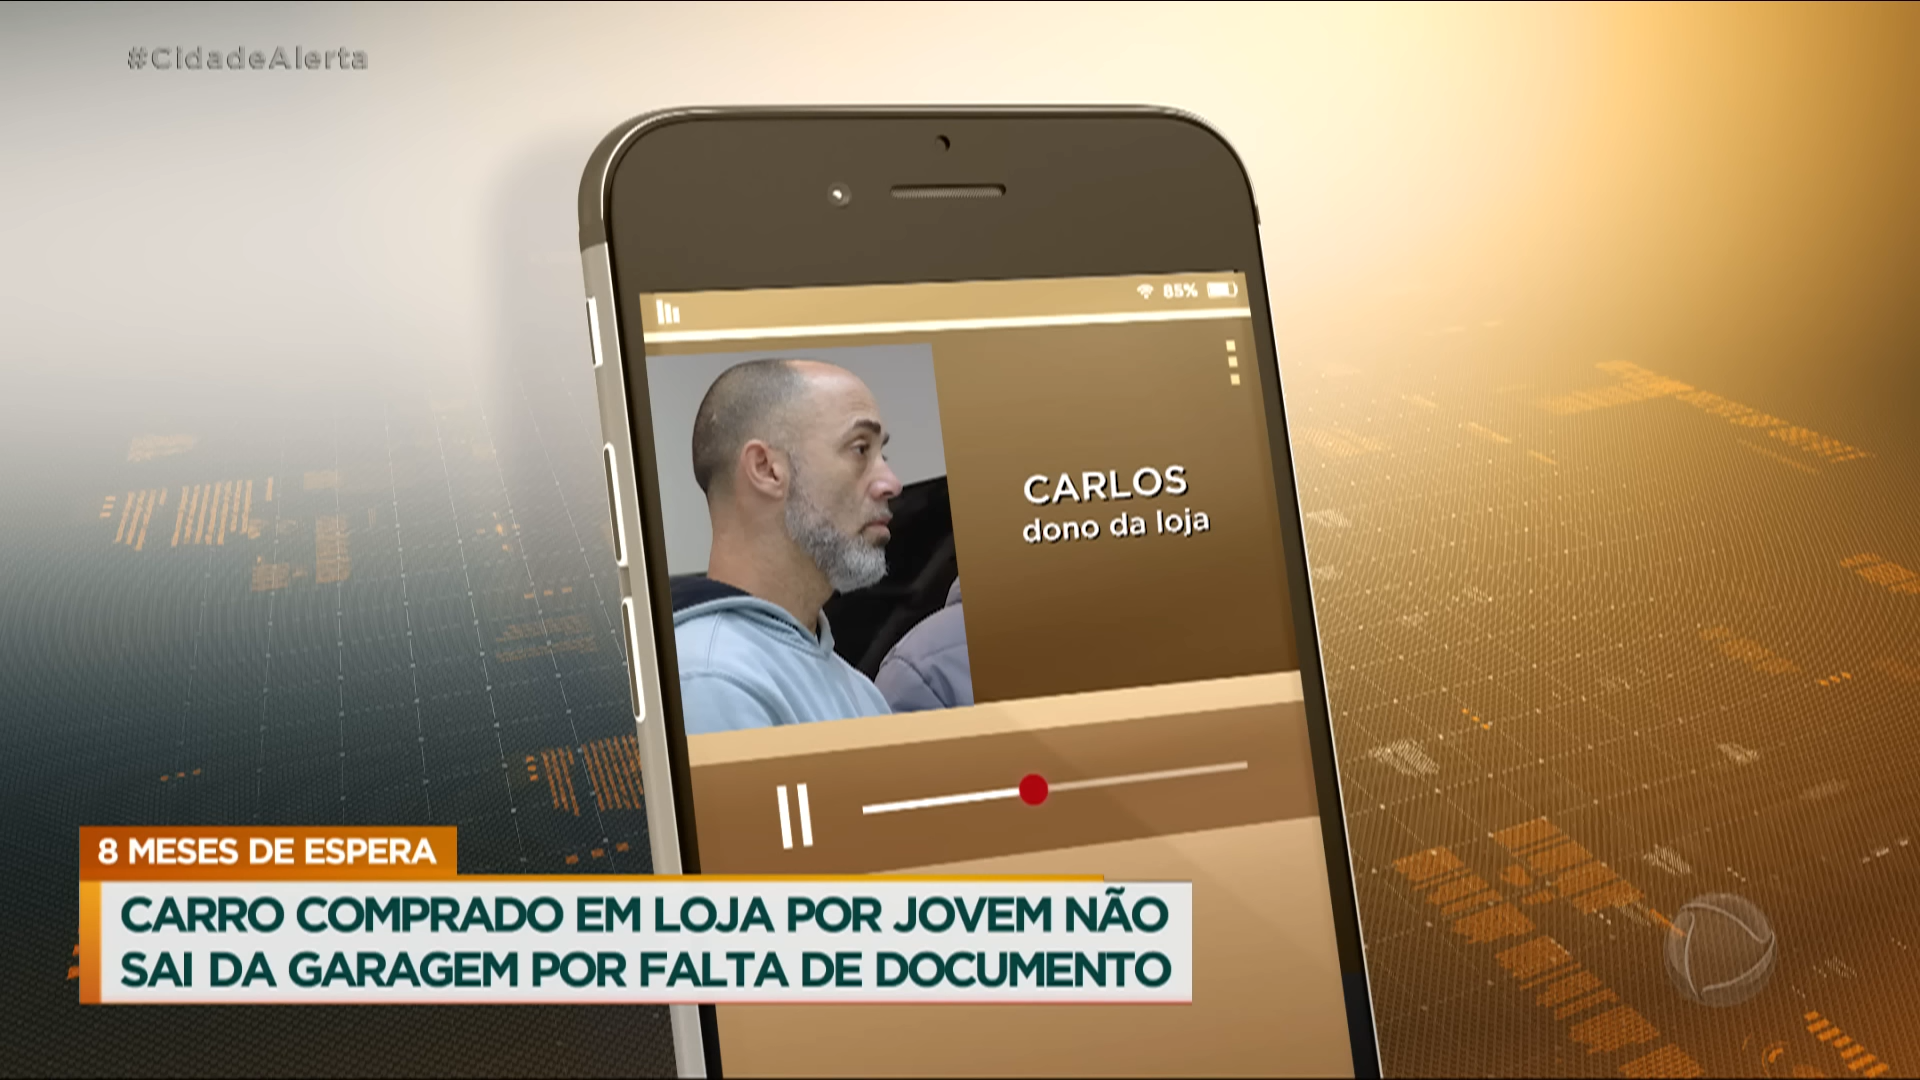 #CidadeAlerta
85%
CARLOS
dono da loja
8 MESES DE ESPERA
CARRO COMPRADO EM LOJA POR JOVEM NÃO
SAI DA GARAGEM POR FALTA DE DOCUMENTO